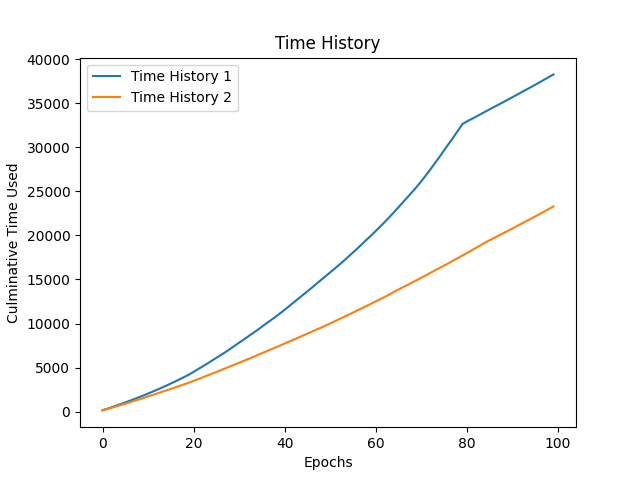 Time History
Time History 1
Time History 2
Culminative Time Used
40000
35000
30000
25000
20000
15000
10000
5000
0
0 20 40 60 80 100
Epochs